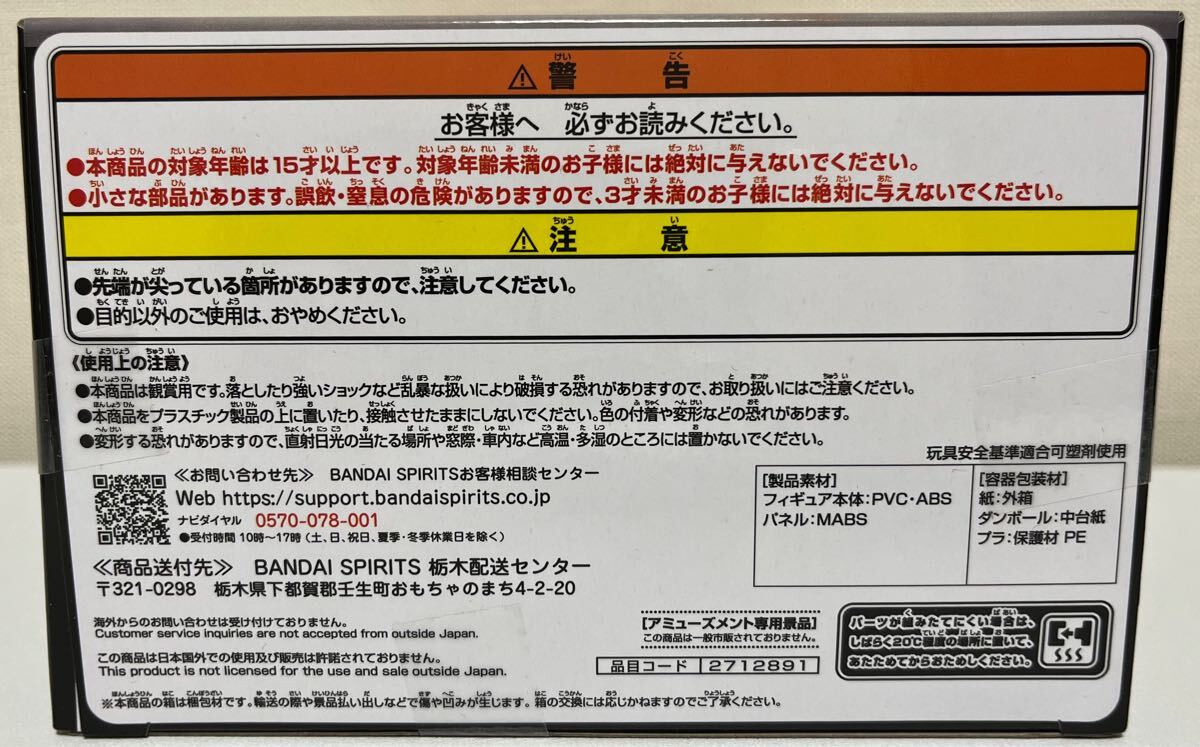 ⚠警告
お客様へ 必ずお読みください。
●本商品の対象年齢は15才以上です。対象年齢未満のお子様には絶対に与えないでください。
●小さな部品があります。誤飲・窒息の危険がありますので、3才未満のお子様には絶対に与えないでください。
⚠注意
●先端が尖っている箇所がありますので、注意してください。
●目的以外のご使用は、おやめください。
《使用上の注意》
●本商品は観賞用です。落としたり強いショックなど乱暴な扱いにより破損する恐れがありますので、お取り扱いにはご注意ください。
●本商品をプラスチック製品の上に置いたり、接触させたままにしないでください。色の付着や変形などの恐れがあります。
●変形する恐れがありますので、直射日光の当たる場所や窓際・車内など高温・多湿のところには置かないでください。
玩具安全基準適合可塑剤使用
≪お問い合わせ先≫ BANDAI SPIRITSお客様相談センター
Web https://support.bandaispirits.co.jp
ナビダイヤル 0570-078-001
●受付時間 10時～17時(土、日、祝日、夏季・冬季休業日を除く)
≪商品送付先≫ BANDAI SPIRITS 栃木配送センター
〒321-0298 栃木県下都賀郡壬生町おもちゃのまち4-2-20
[製品素材]
フィギュア本体:PVC・ABS
パネル:MABS
[容器包装材]
紙:外箱
ダンボール:中台紙
プラ:保護材 PE
海外からのお問い合わせは受け付けておりません。
Customer service inquiries are not accepted from outside Japan.
この商品は日本国外での使用及び販売は許諾されておりません。
This product is not licensed for the use and sale outside Japan.
[アミューズメント専用景品]
この商品は一般市販されておりません。
品目コード 2712891
パーツが組みたてにくい場合は、
しばらく20℃程度の場所に置いて、
あたためてからおためしください。
※本商品の箱は梱包材です。輸送の際や景品払い出しなどで傷や凹みが生じます。箱の交換には応じかねますのでご了承ください。